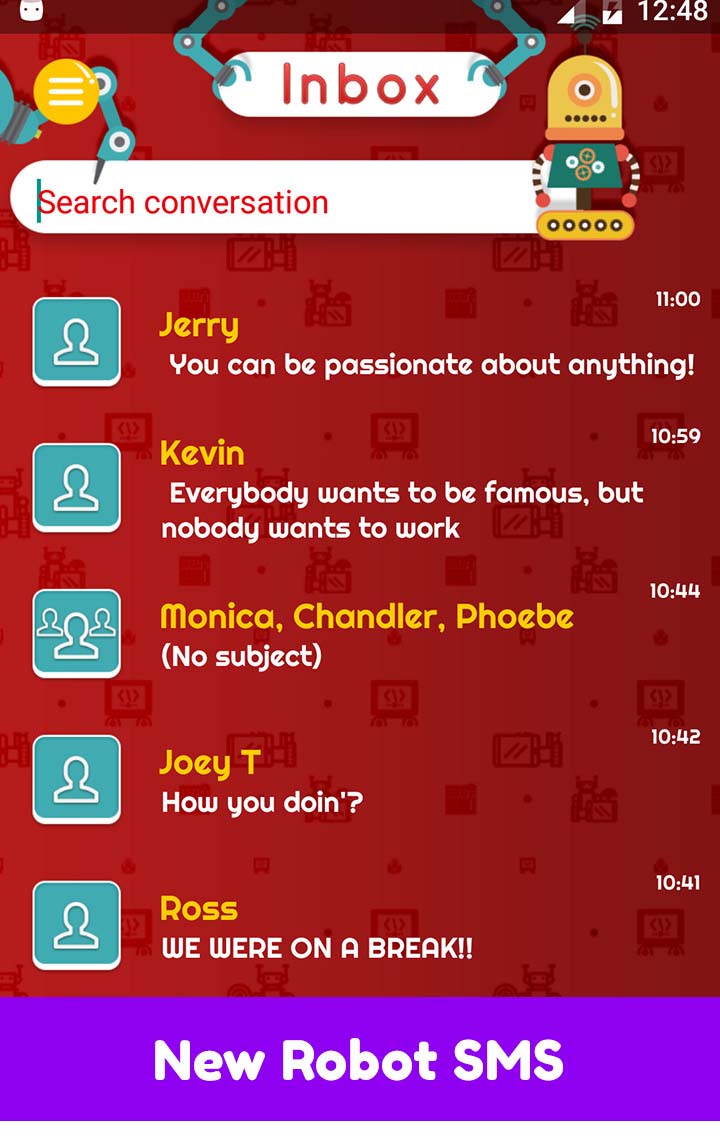 12:48
Inbox
Search conversation
11:00
Jerry
You can be passionate about anything!
10:59
Kevin
Everybody wants to be famous, but
nobody wants to work
10:44
Monica, Chandler, Phoebe
(No subject)
10:42
Joey T
How you doin'?
10:41
Ross
WE WERE ON A BREAK!!
New Robot SMS